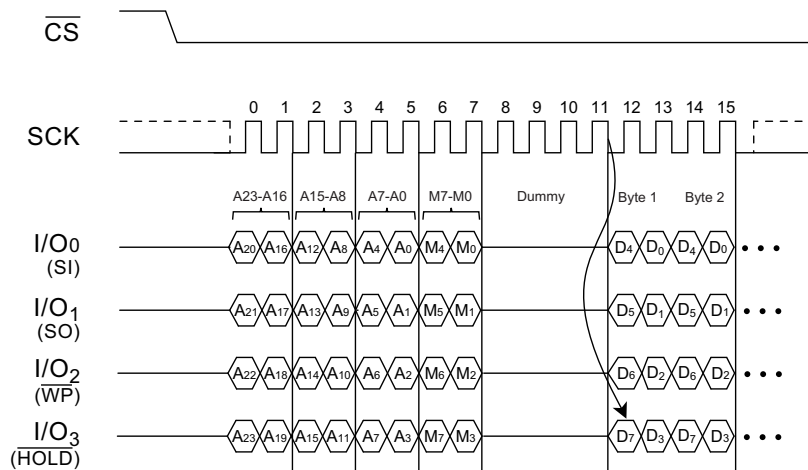 CS
0 1 2 3 4 5 6 7 8 9 10 11 12 13 14 15
SCK
A23-A16 A15-A8 A7-A0 M7-M0 Dummy Byte 1 Byte 2
I/O0 A20 A16 A12 A8 A4 A0 M4 M0 D4 D0 D4 D0 • • •
(SI)
I/O1 A21 A17 A13 A9 A5 A1 M5 M1 D5 D1 D5 D1 • • •
(SO)
I/O2 A22 A18 A14 A10 A6 A2 M6 M2 D6 D2 D6 D2 • • •
(WP)
I/O3 A23 A19 A15 A11 A7 A3 M7 M3 D7 D3 D7 D3 • • •
(HOLD)